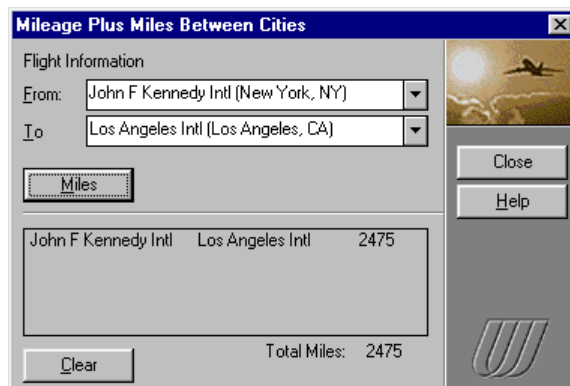 Mileage Plus Miles Between Cities
Flight Information
From: John F Kennedy Intl (New York, NY)
To Los Angeles Intl (Los Angeles, CA)
Close
Miles
Help
John F Kennedy Intl Los Angeles Intl 2475
Total Miles: 2475
Clear